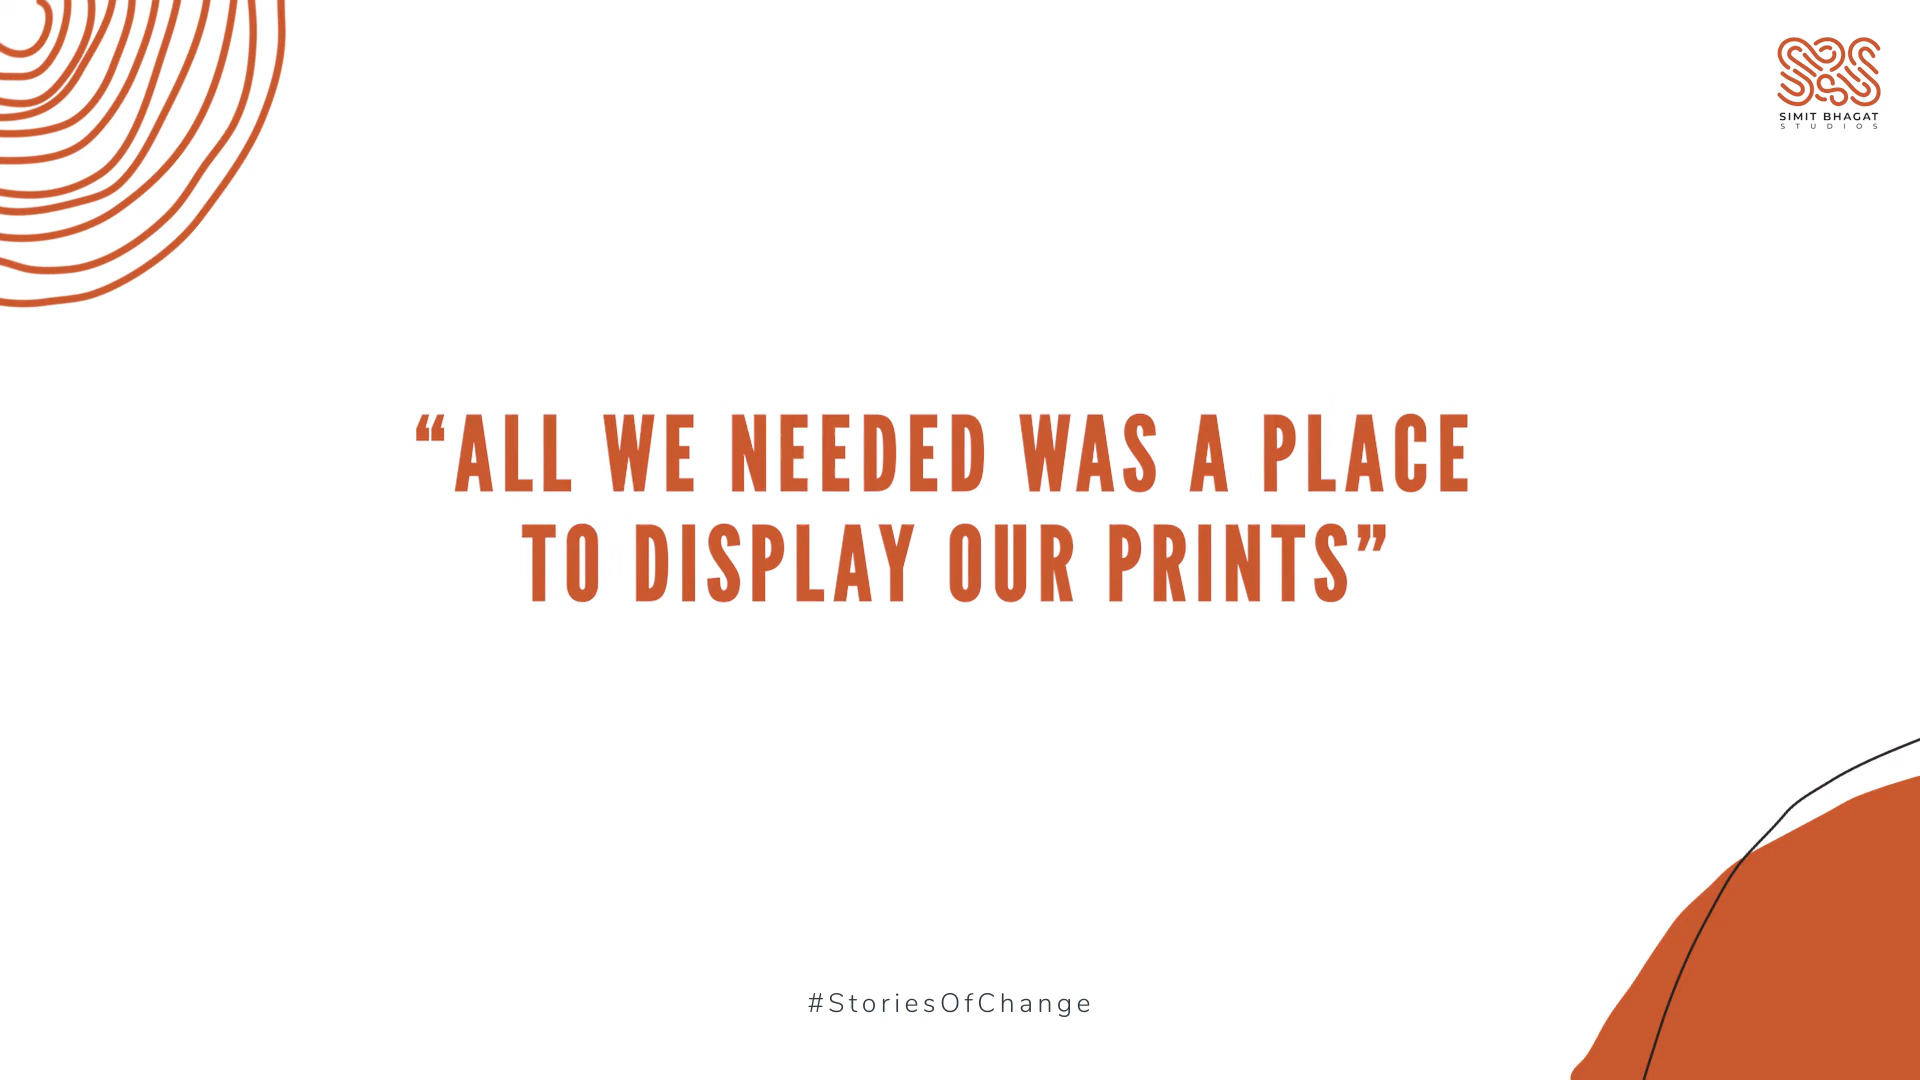 SIMIT BHAGAT
STUDIOS
“ALL WE NEEDED WAS A PLACE
TO DISPLAY OUR PRINTS”
#StoriesOfChange